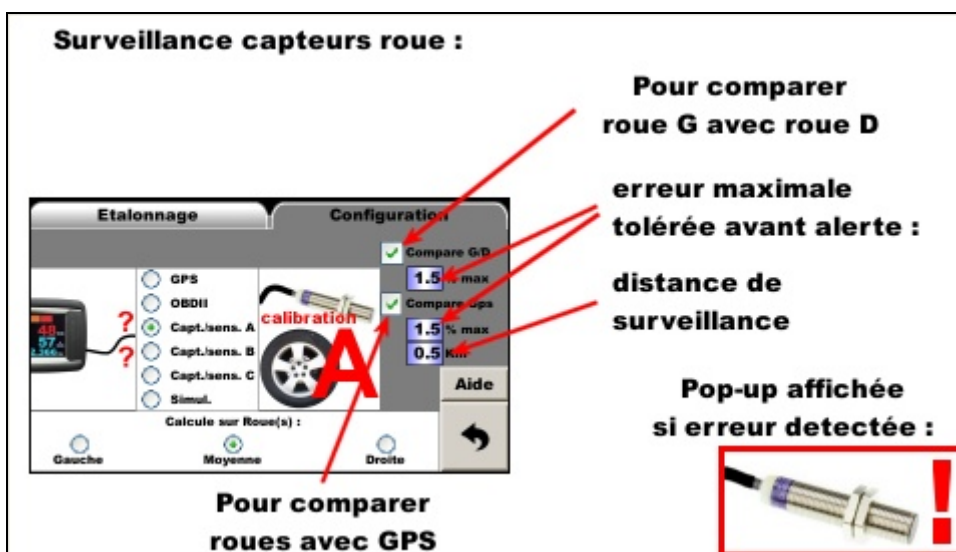 Surveillance capteurs roue :
Pour comparer
roue G avec roue D
erreur maximale
tolérée avant alerte :
distance de
surveillance
Etalonnage
Configuration
Compare G/D
1.5 % max
Compare Gps
1.5 % max
0.5 Km
GPS
OBDII
Capt./sens. A
Capt./sens. B
Capt./sens. C
Simul.
?
?
calibration
A
Aide
Calcule sur Roue(s) :
Gauche
Moyenne
Droite
Pop-up affichée
si erreur detectée :
!
Pour comparer
roues avec GPS